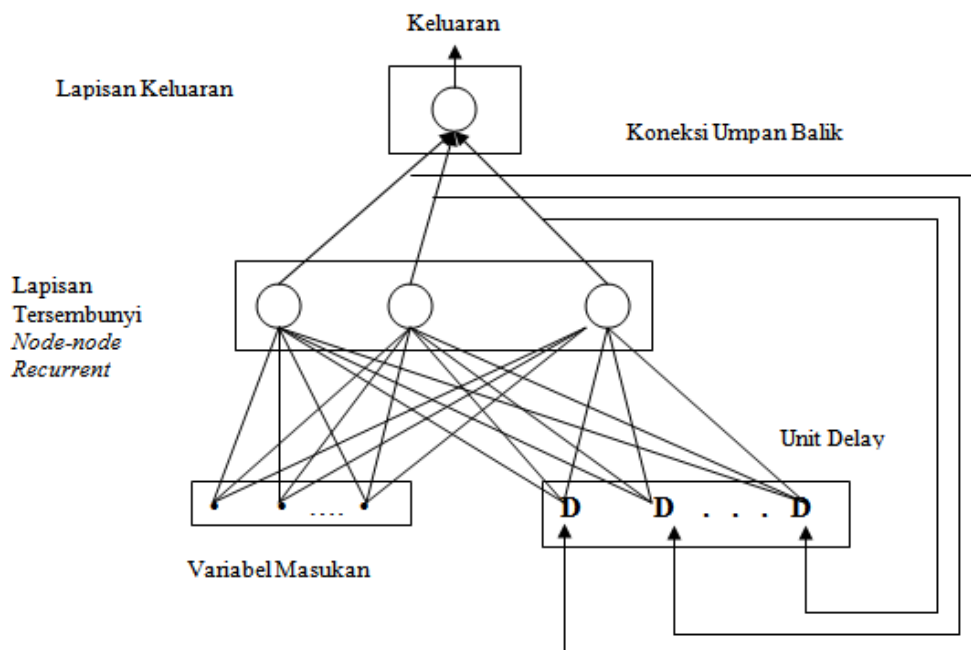 Keluaran
Lapisan Keluaran
Koneksi Umpan Balik
Lapisan
Tersembunyi
Node-node
Recurrent
Unit Delay
....
D D . . . D
Variabel Masukan